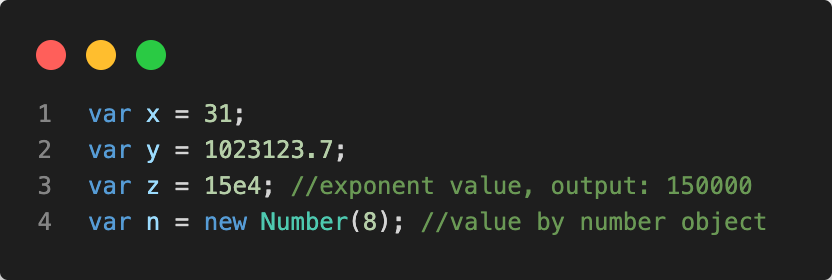 1 var x = 31;
2 var y = 1023123.7;
3 var z = 15e4; //exponent value, output: 150000
4 var n = new Number(8); //value by number object